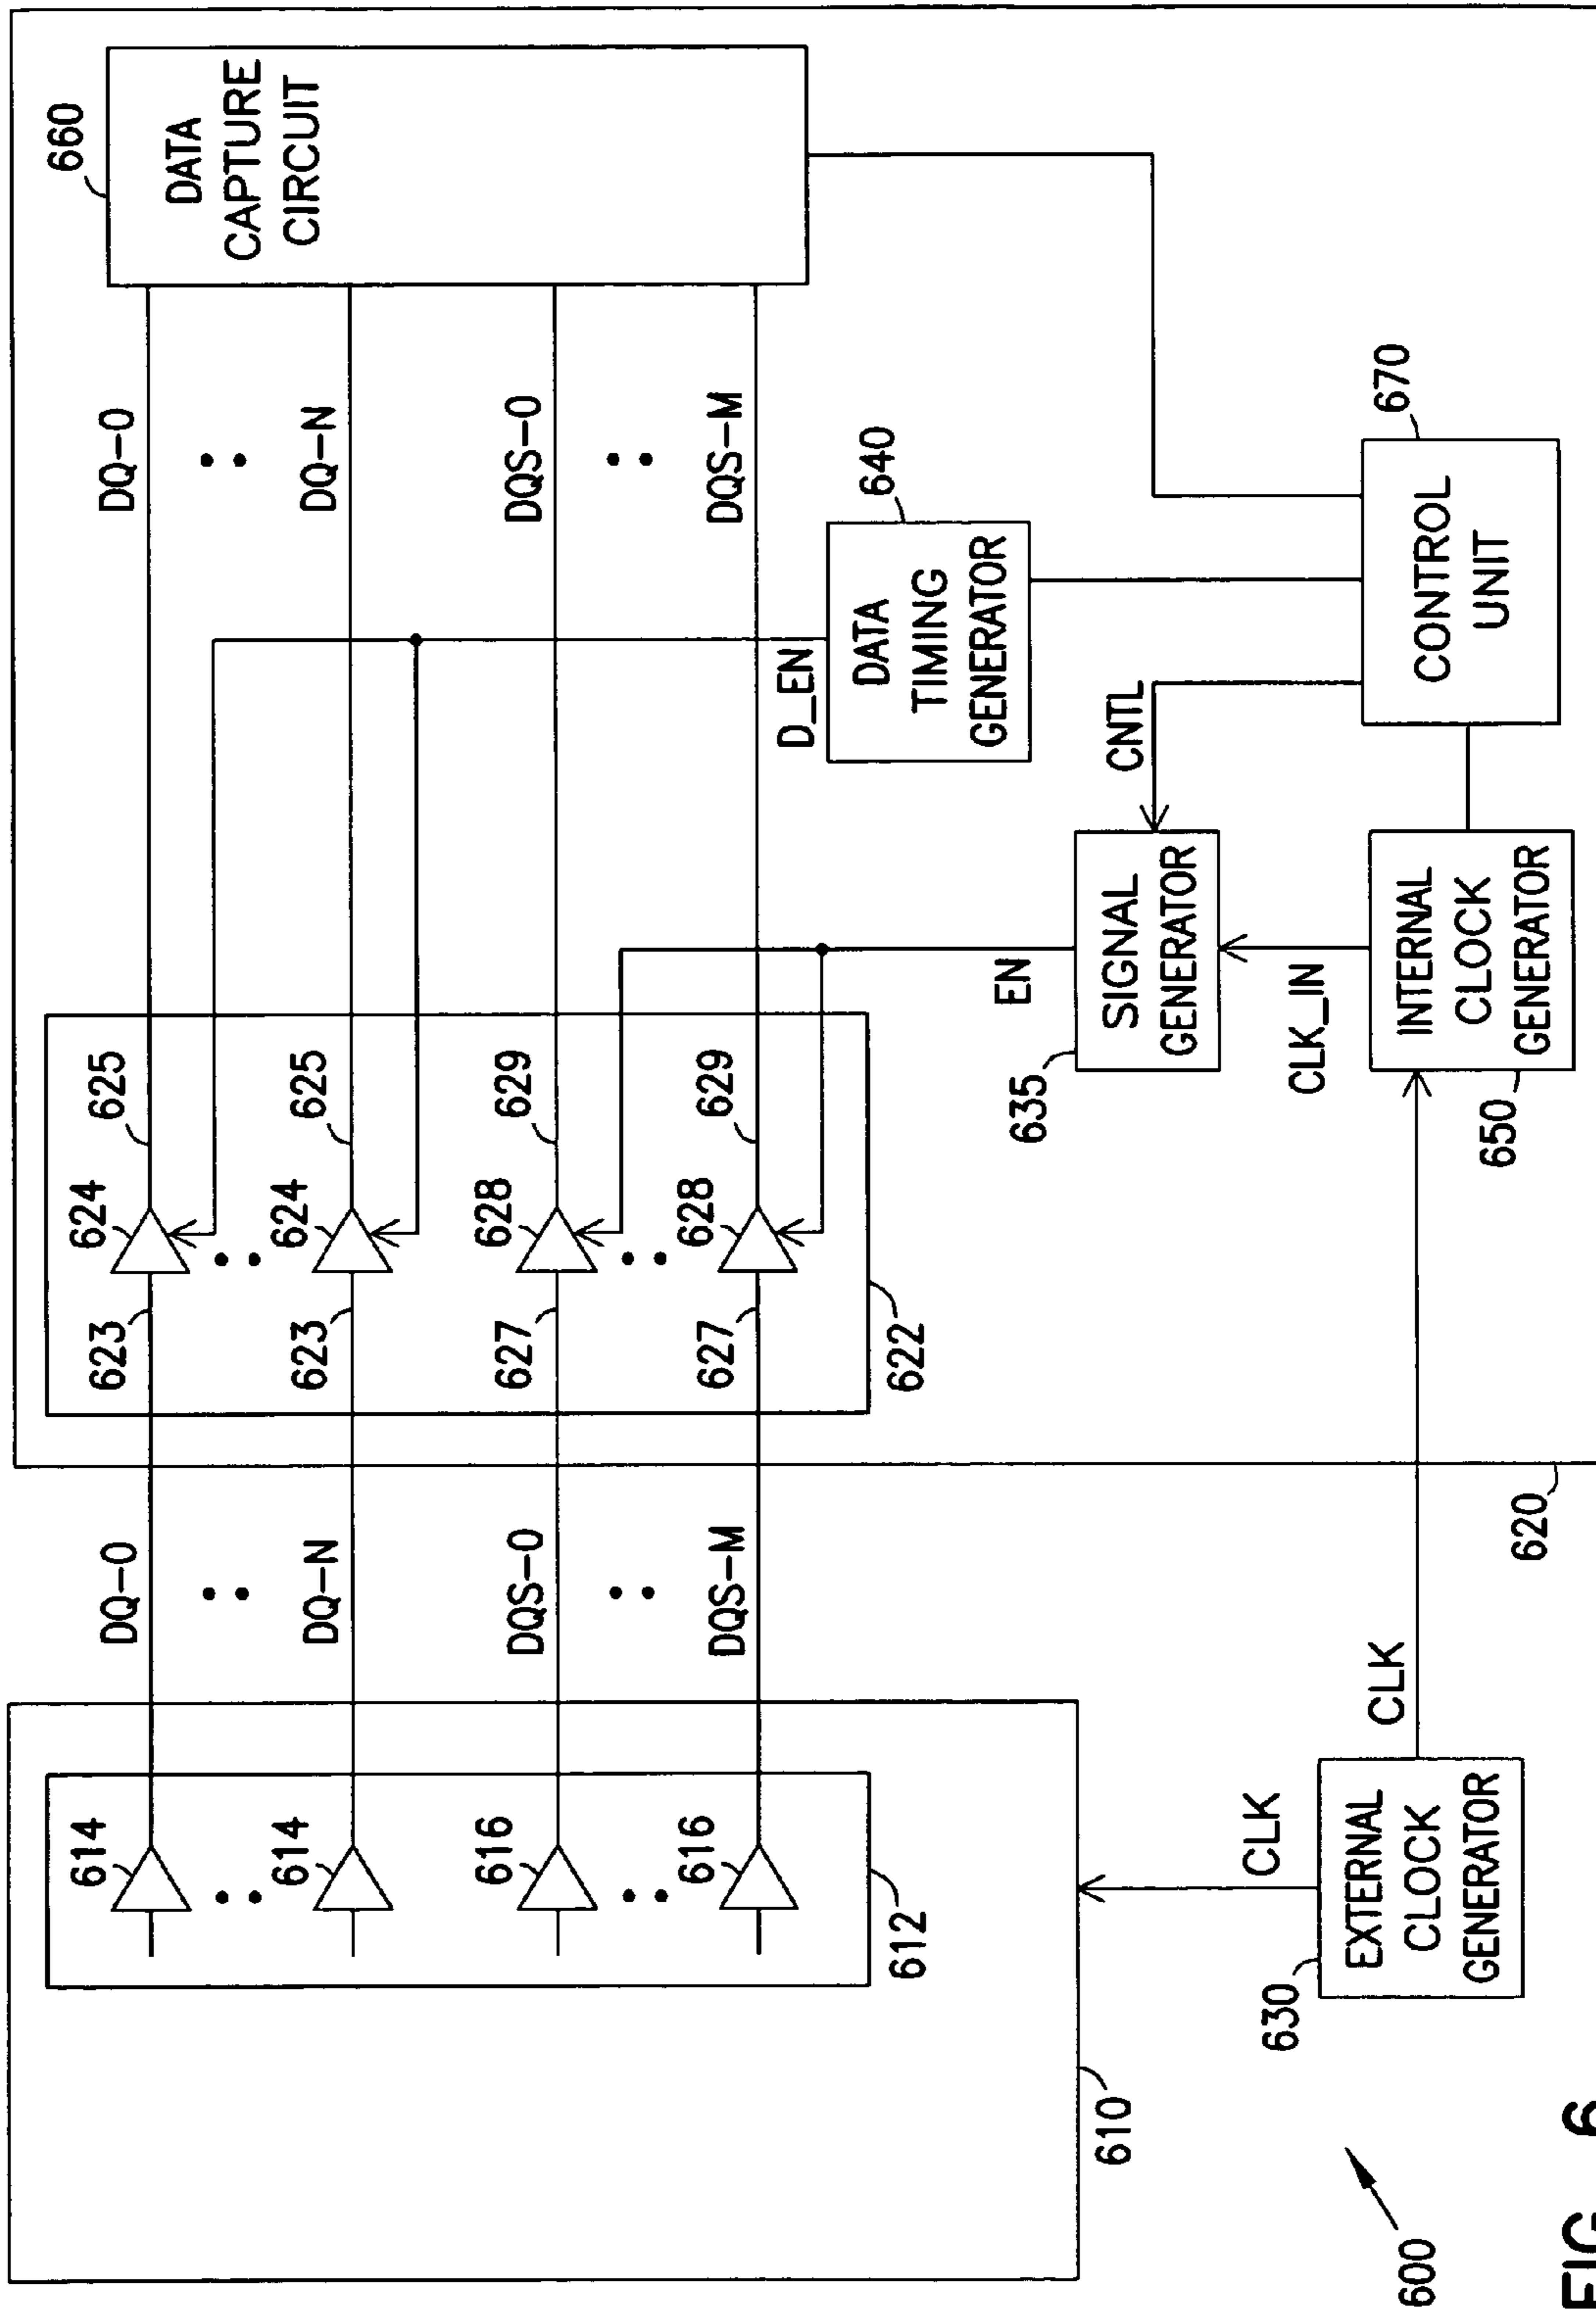 DQ-0
DQ-N
DQS-0
DQS-M
614
614
616
616
612
610
623
624
625
623
624
625
627
628
629
627
628
629
622
DQ-0
DQ-N
DQS-0
DQS-M
660
DATA
CAPTURE
CIRCUIT
D_EN
640
DATA
TIMING
GENERATOR
EN
635
SIGNAL
GENERATOR
CNTL
CLK_IN
670
CONTROL
UNIT
650
INTERNAL
CLOCK
GENERATOR
620
CLK
CLK
630
EXTERNAL
CLOCK
GENERATOR
600
FIG. 6